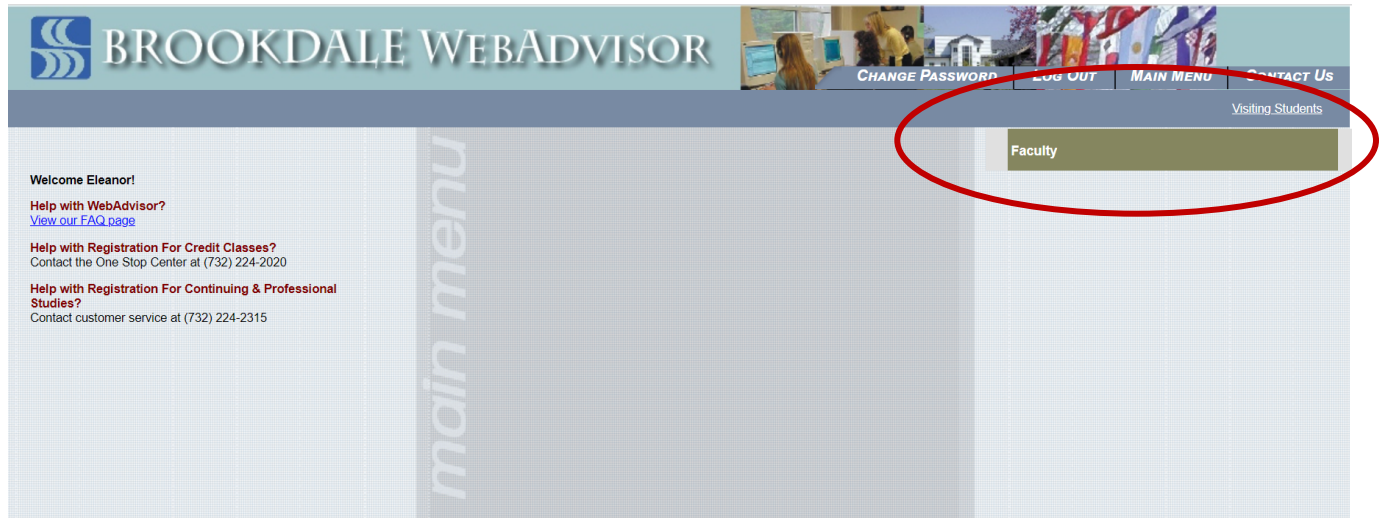 BROOKDALE WEBADVISOR
CHANGE PASSWORD LOG OUT MAIN MENU CONTACT US
Visiting Students
Faculty
main menu
Welcome Eleanor!
Help with WebAdvisor?
View our FAQ page
Help with Registration For Credit Classes?
Contact the One Stop Center at (732) 224-2020
Help with Registration For Continuing & Professional
Studies?
Contact customer service at (732) 224-2315